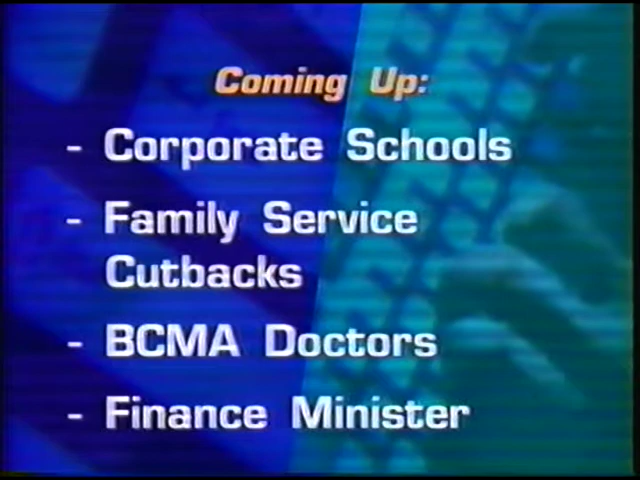 Coming Up:
- Corporate Schools
- Family Service
Cutbacks
- BCMA Doctors
- Finance Minister